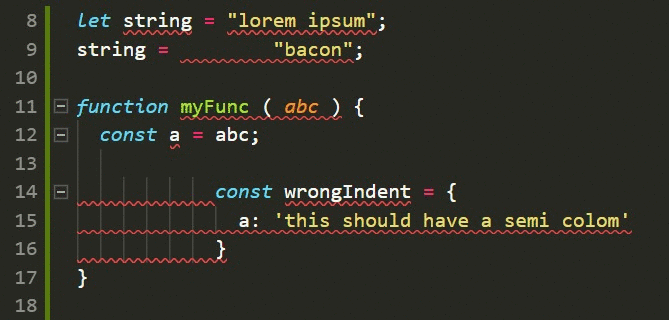 8 let string = "lorem ipsum";
9 string =         "bacon";
10
11 function myFunc ( abc ) {
12   const a = abc;
13
14             const wrongIndent = {
15               a: 'this should have a semi colom'
16             }
17 }
18